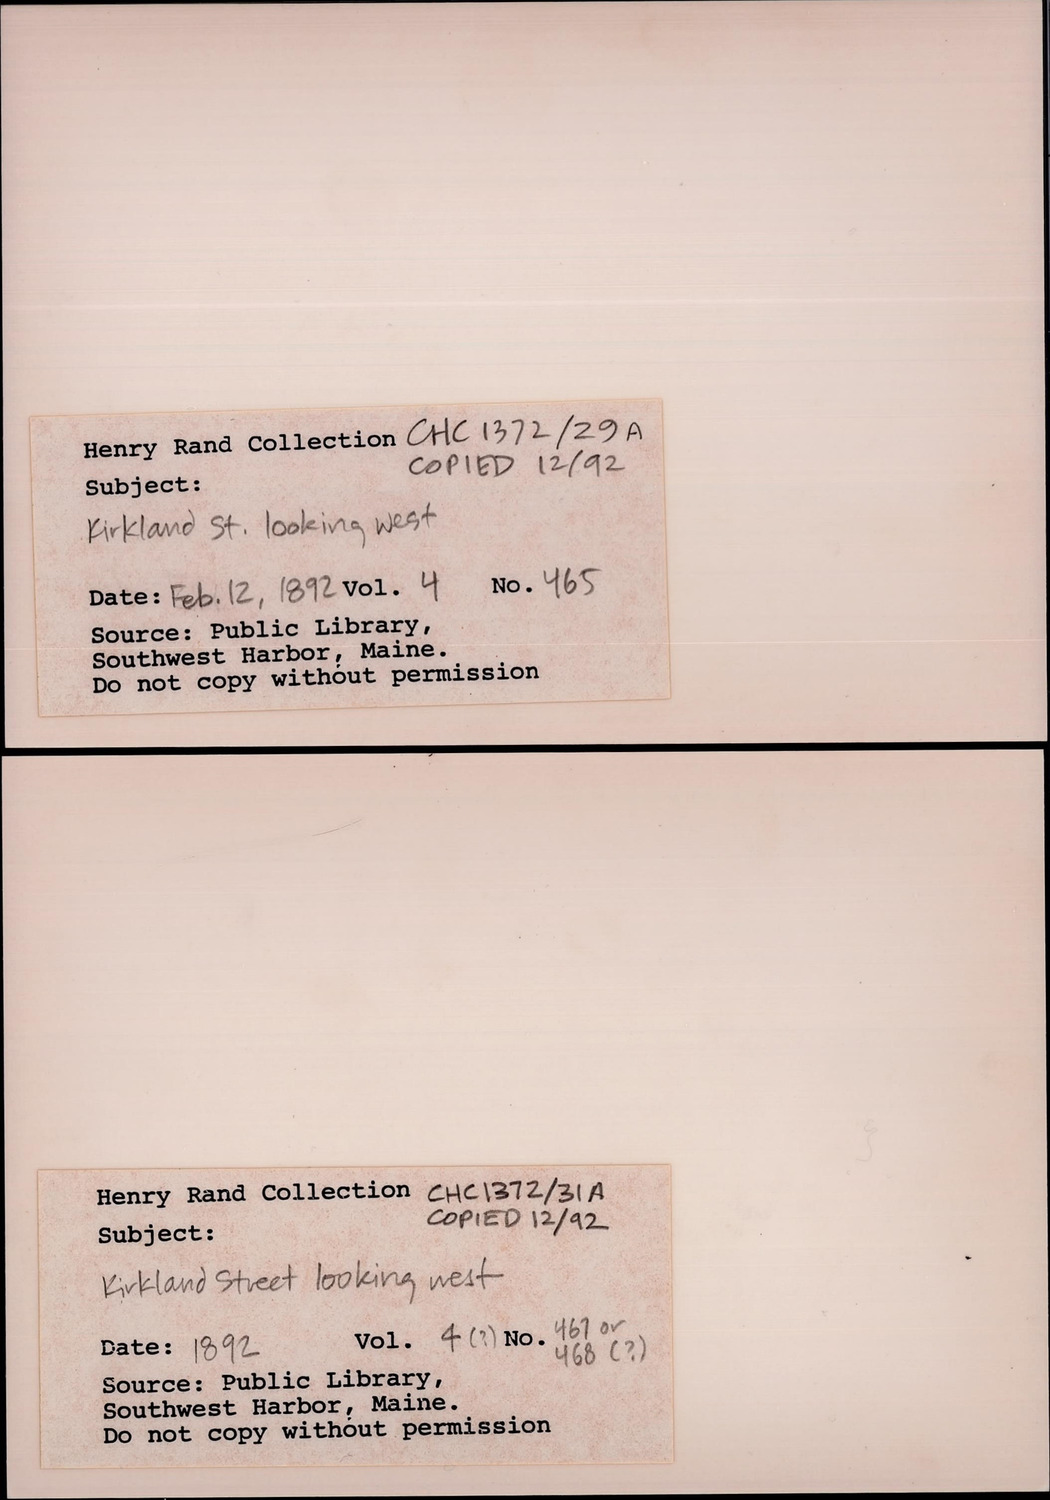 Henry Rand Collection CHC 1372/29A
COPIED 12/92
Subject:
Kirkland St. looking west
Date: Feb. 12, 1892 Vol. 4 No. 465
Source: Public Library,
Southwest Harbor, Maine.
Do not copy without permission
Henry Rand Collection CHC1372/31A
COPIED 12/92
Subject:
Kirkland Street looking west
Date: 1892 Vol. 4 (?) No. 467 or
468 (?)
Source: Public Library,
Southwest Harbor, Maine.
Do not copy without permission